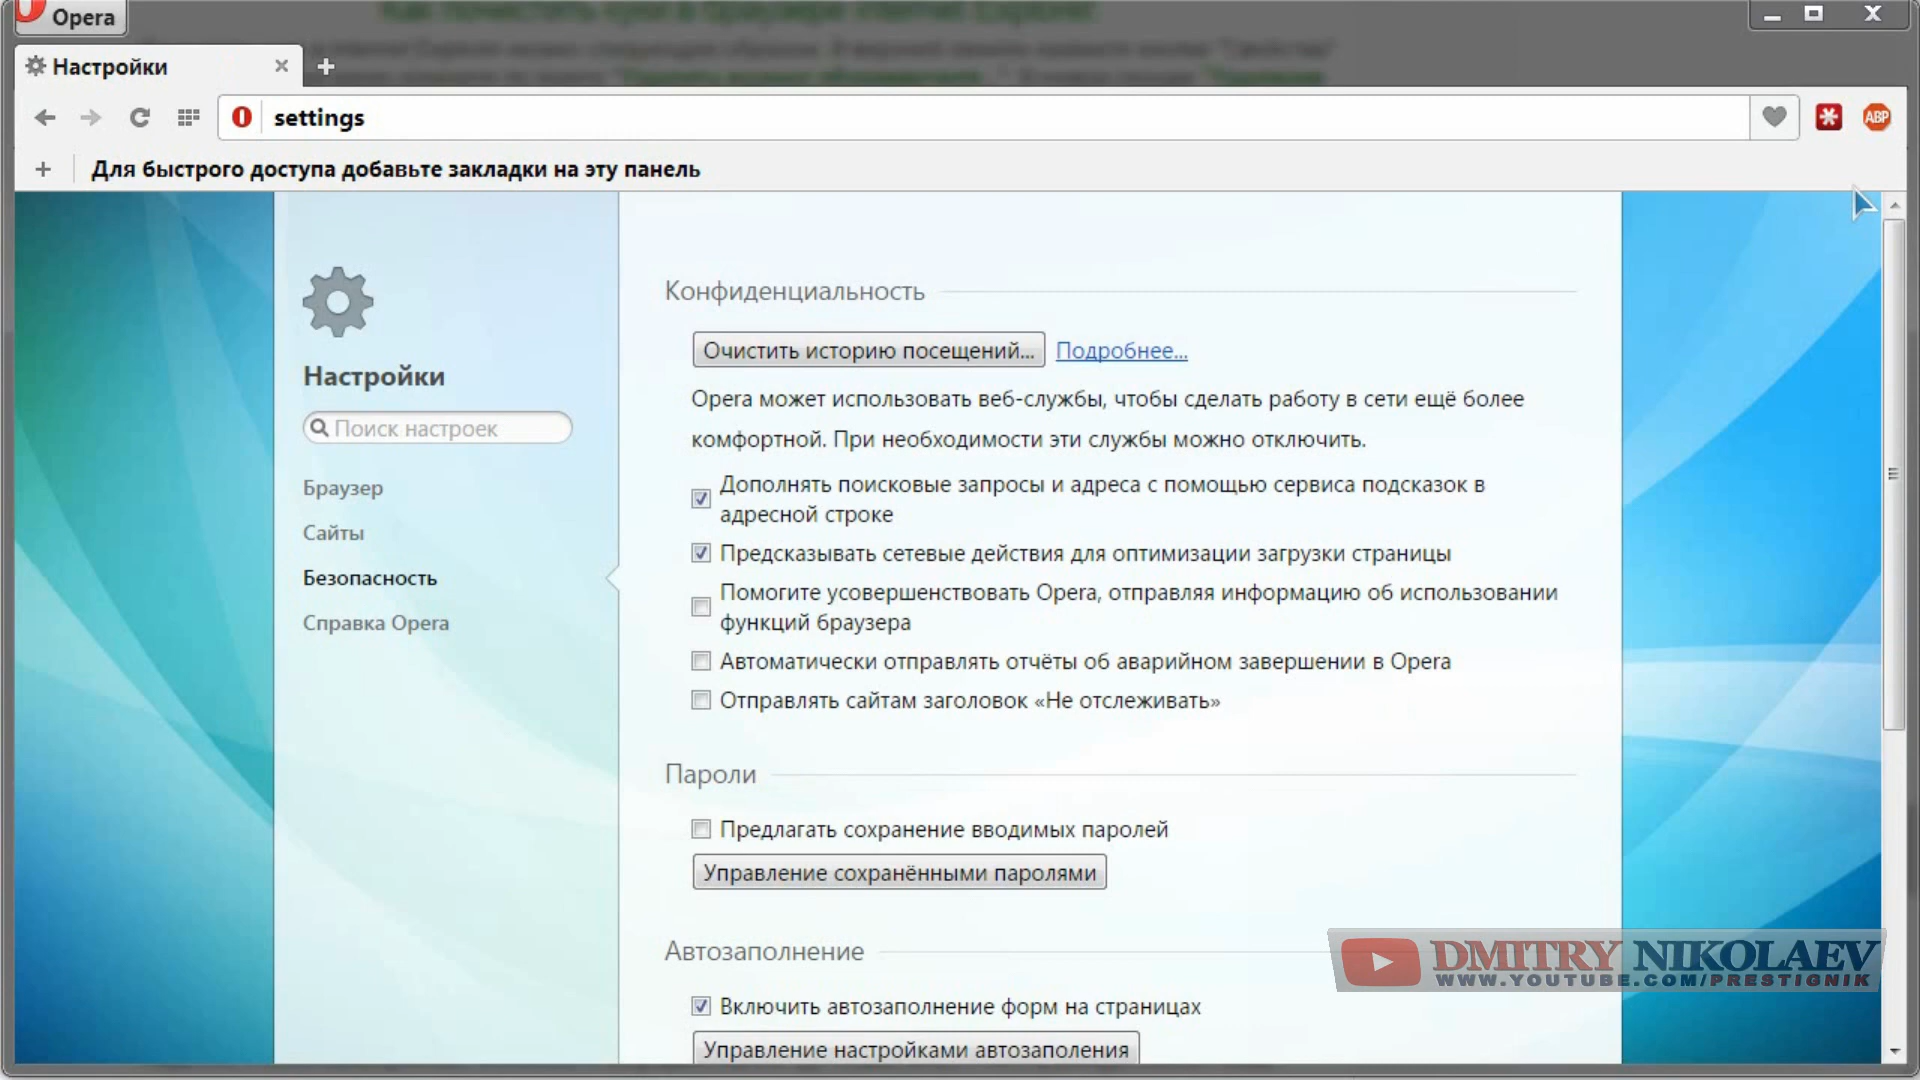 Opera
Настройки
settings
ABP
Для быстрого доступа добавьте закладки на эту панель
Настройки
Поиск настроек
Браузер
Сайты
Безопасность
Справка Opera
Конфиденциальность
Очистить историю посещений... Подробнее...
Opera может использовать веб-службы, чтобы сделать работу в сети ещё более
комфортной. При необходимости эти службы можно отключить.
Дополнять поисковые запросы и адреса с помощью сервиса подсказок в
адресной строке
Предсказывать сетевые действия для оптимизации загрузки страницы
Помогите усовершенствовать Opera, отправляя информацию об использовании
функций браузера
Автоматически отправлять отчёты об аварийном завершении в Opera
Отправлять сайтам заголовок «Не отслеживать»
Пароли
Предлагать сохранение вводимых паролей
Управление сохранёнными паролями
Автозаполнение
Включить автозаполнение форм на страницах
Управление настройками автозаполения
DMITRY NIKOLAEV
WWW.YOUTUBE.COM/PRESTIGNIK